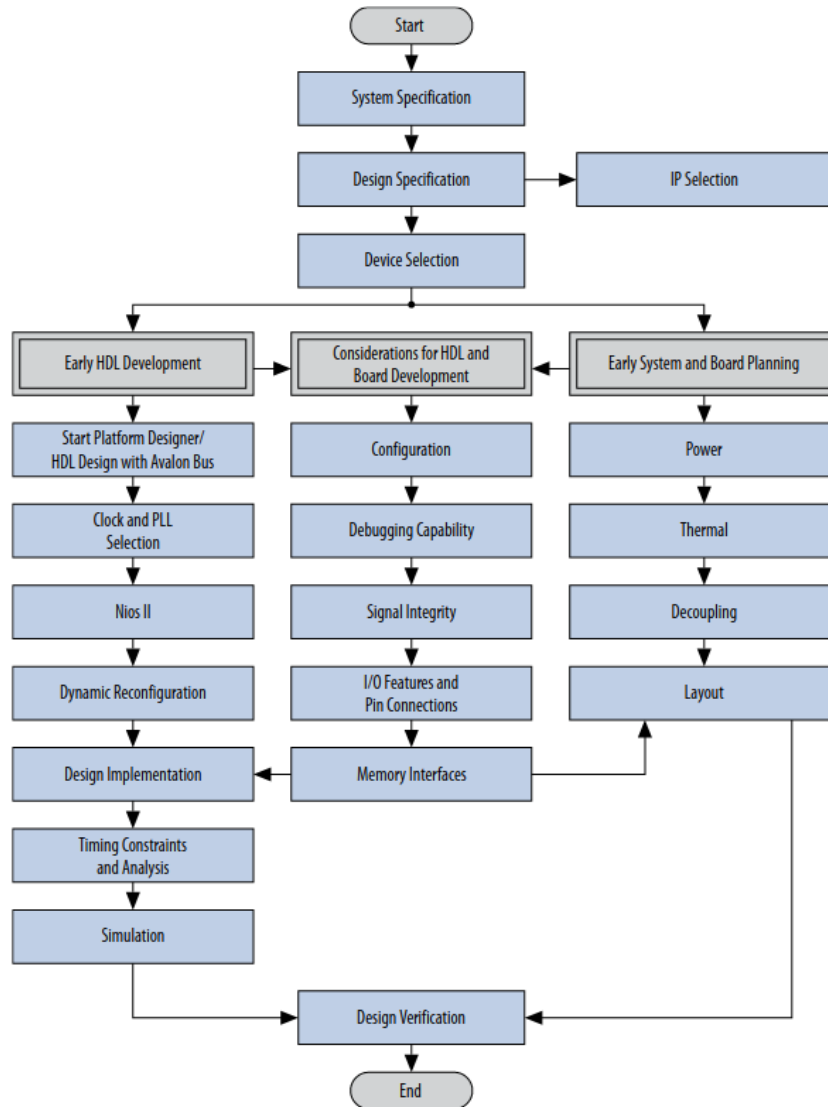 Start
System Specification
Design Specification
IP Selection
Device Selection
Early HDL Development
Considerations for HDL and
Board Development
Early System and Board Planning
Start Platform Designer/
HDL Design with Avalon Bus
Configuration
Power
Clock and PLL
Selection
Debugging Capability
Thermal
Nios II
Signal Integrity
Decoupling
Dynamic Reconfiguration
I/O Features and
Pin Connections
Layout
Design Implementation
Memory Interfaces
Timing Constraints
and Analysis
Simulation
Design Verification
End